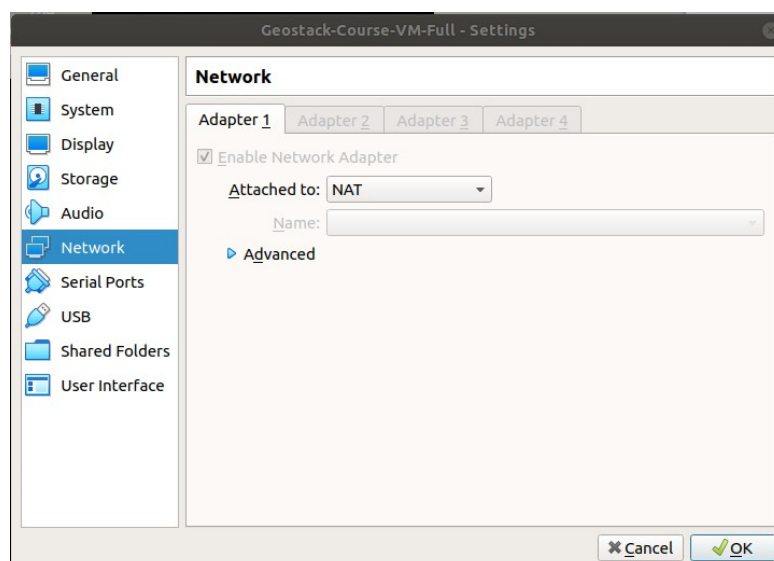 Geostack-Course-VM-Full - Settings
General
System
Display
Storage
Audio
Network
Serial Ports
USB
Shared Folders
User Interface
Network
Adapter 1 Adapter 2 Adapter 3 Adapter 4
Enable Network Adapter
Attached to: NAT
Name:
Advanced
Cancel OK